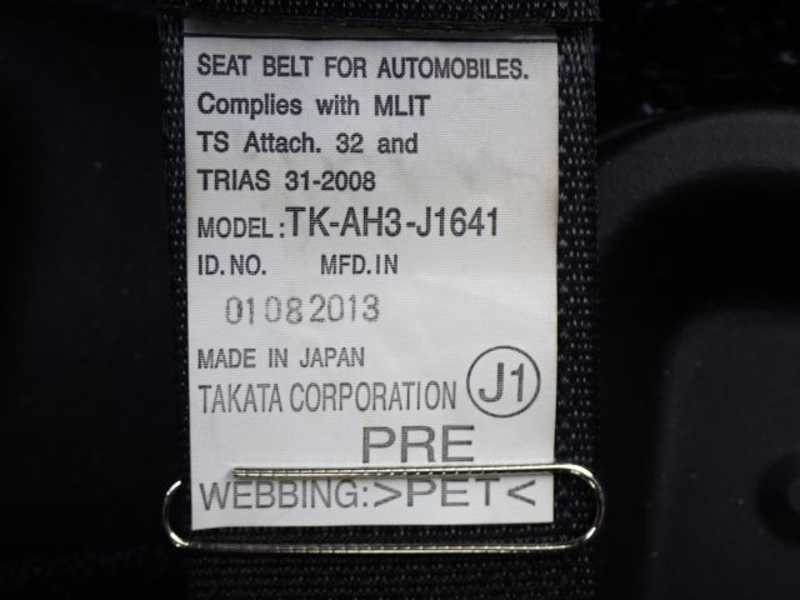 SEAT BELT FOR AUTOMOBILES.
Complies with MLIT
TS Attach. 32 and
TRIAS 31-2008
MODEL:TK-AH3-J1641
ID.NO. MFD.IN
01082013
MADE IN JAPAN
TAKATA CORPORATION J1
PRE
WEBBING:>PET<